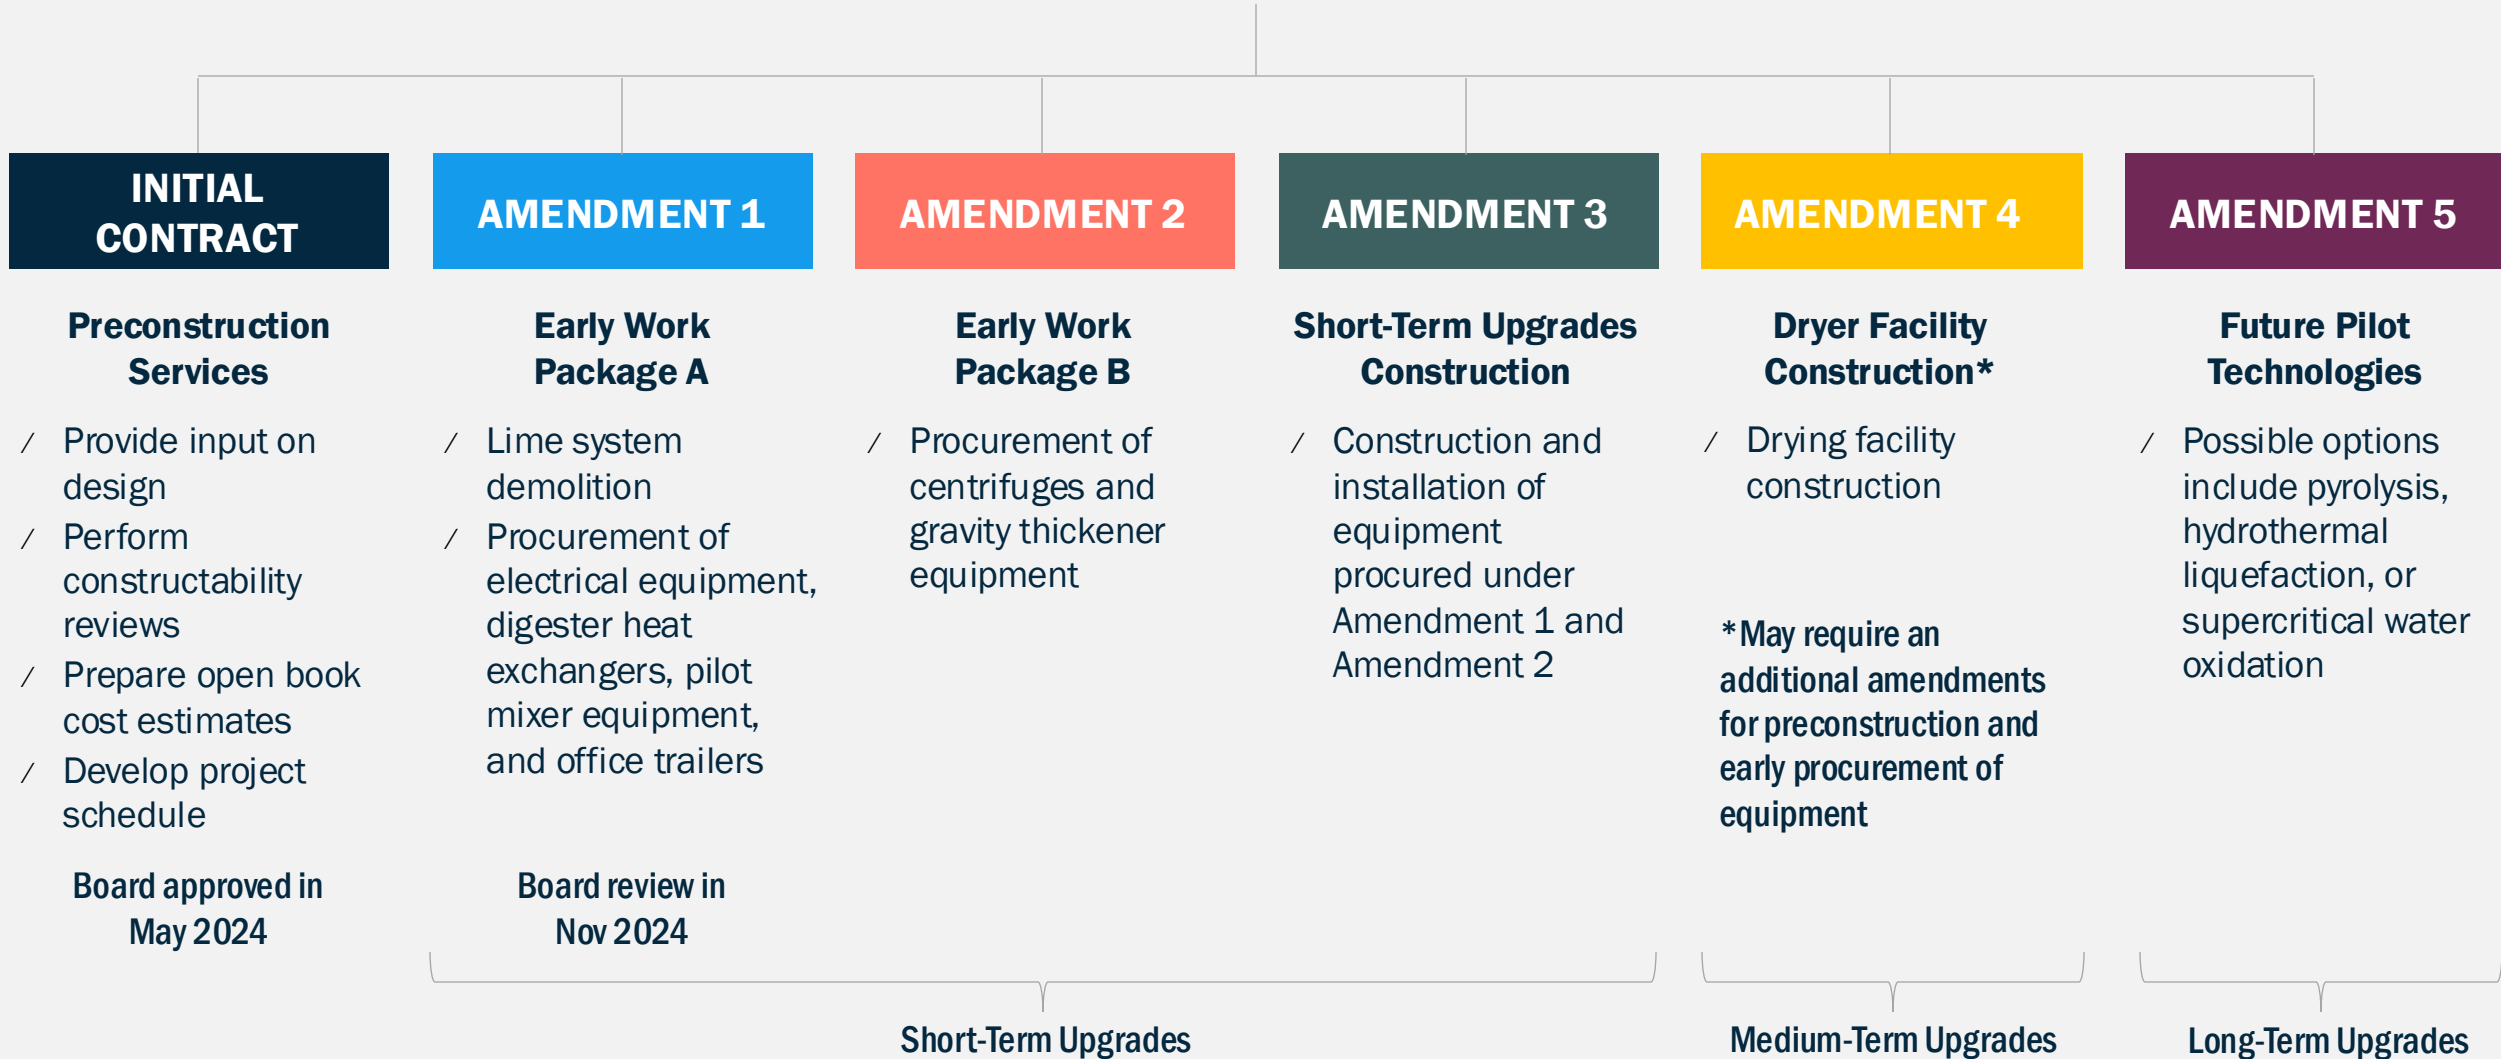 INITIAL
CONTRACT
Preconstruction
Services
/ Provide input on
design
/ Perform
constructability
reviews
/ Prepare open book
cost estimates
/ Develop project
schedule
Board approved in
May 2024
AMENDMENT 1
Early Work
Package A
/ Lime system
demolition
/ Procurement of
electrical equipment,
digester heat
exchangers, pilot
mixer equipment,
and office trailers
Board review in
Nov 2024
AMENDMENT 2
Early Work
Package B
/ Procurement of
centrifuges and
gravity thickener
equipment
AMENDMENT 3
Short-Term Upgrades
Construction
/ Construction and
installation of
equipment
procured under
Amendment 1 and
Amendment 2
Short-Term Upgrades
AMENDMENT 4
Dryer Facility
Construction*
/ Drying facility
construction
*May require an
additional amendments
for preconstruction and
early procurement of
equipment
Medium-Term Upgrades
AMENDMENT 5
Future Pilot
Technologies
/ Possible options
include pyrolysis,
hydrothermal
liquefaction, or
supercritical water
oxidation
Long-Term Upgrades